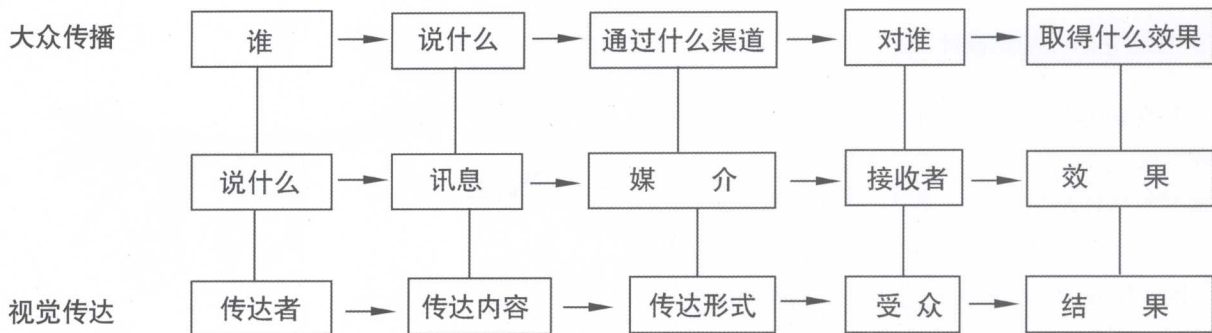 大众传播 谁 说什么 通过什么渠道 对谁 取得什么效果
说什么 讯息 媒介 接收者 效果
视觉传达 传达者 传达内容 传达形式 受众 结果